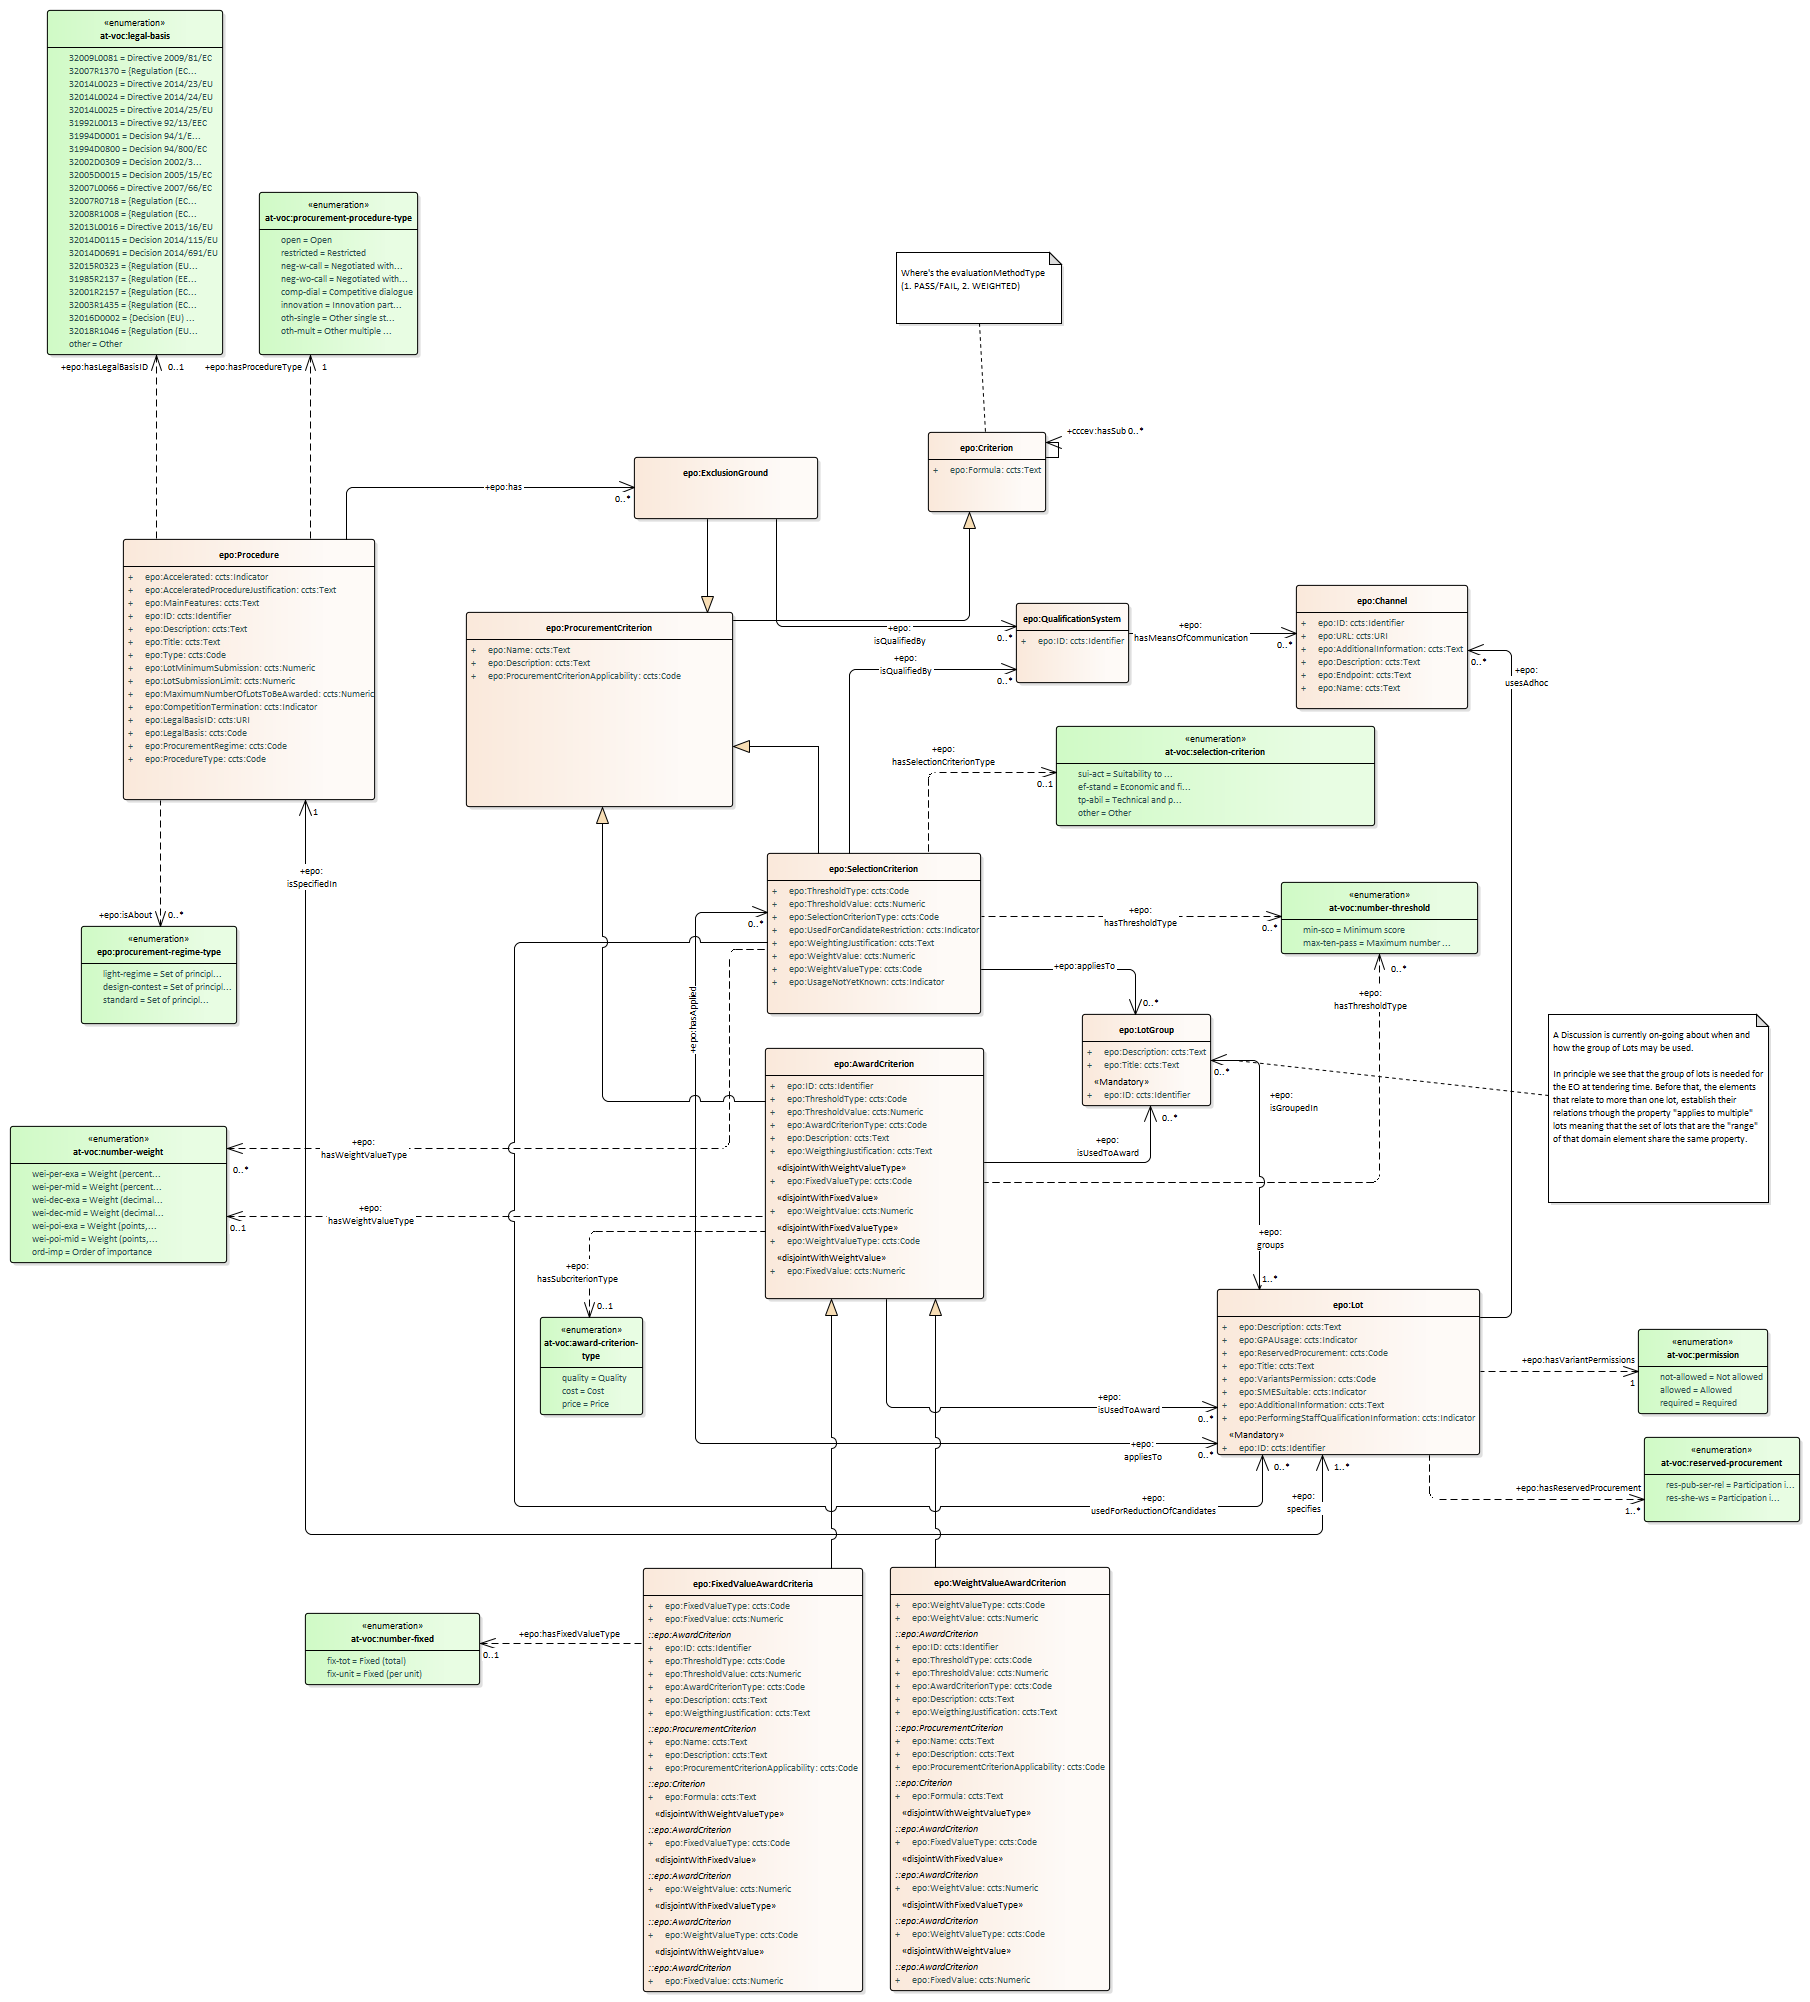 «enumeration»
at-voc:legal-basis
32009L0081 = Directive 2009/81/EC
32007R1370 = {Regulation (EC...
32014L0023 = Directive 2014/23/EU
32014L0024 = Directive 2014/24/EU
32014L0025 = Directive 2014/25/EU
31992L0013 = Directive 92/13/EEC
31994D0001 = Decision 94/1/E...
31994D0800 = Decision 94/800/EC
32002D0309 = Decision 2002/3...
32005D0015 = Decision 2005/15/EC
32007L0066 = Directive 2007/66/EC
32007R0718 = {Regulation (EC...
32008R1008 = {Regulation (EC...
32013L0016 = Directive 2013/16/EU
32014D0115 = Decision 2014/115/EU
32014D0691 = Decision 2014/691/EU
32015R0323 = {Regulation (EU...
31985R2137 = {Regulation (EE...
32001R2157 = {Regulation (EC...
32003R1435 = {Regulation (EC...
32016D0002 = {Decision (EU) ...
32018R1046 = {Regulation (EU...
other = Other
«enumeration»
at-voc:procurement-procedure-type
open = Open
restricted = Restricted
neg-w-call = Negotiated with...
neg-wo-call = Negotiated with...
comp-dial = Competitive dialogue
innovation = Innovation part...
oth-single = Other single st...
oth-mult = Other multiple ...
+epo:hasLegalBasisID
0..1
+epo:hasProcedureType
1
Where's the evaluationMethodType
(1. PASS/FAIL, 2. WEIGHTED)
epo:Criterion
+ epo:Formula: ccts:Text
+cccev:hasSub 0..*
epo:ExclusionGround
+epo:has
0..*
epo:Procedure
+ epo:Accelerated: ccts:Indicator
+ epo:AcceleratedProcedureJustification: ccts:Text
+ epo:MainFeatures: ccts:Text
+ epo:ID: ccts:Identifier
+ epo:Description: ccts:Text
+ epo:Title: ccts:Text
+ epo:Type: ccts:Code
+ epo:LotMinimumSubmission: ccts:Numeric
+ epo:LotSubmissionLimit: ccts:Numeric
+ epo:MaximumNumberOfLotsToBeAwarded: ccts:Numeric
+ epo:CompetitionTermination: ccts:Indicator
+ epo:LegalBasisID: ccts:URI
+ epo:LegalBasis: ccts:Code
+ epo:ProcurementRegime: ccts:Code
+ epo:ProcedureType: ccts:Code
epo:ProcurementCriterion
+ epo:Name: ccts:Text
+ epo:Description: ccts:Text
+ epo:ProcurementCriterionApplicability: ccts:Code
+epo:
isQualifiedBy
0..*
+epo:
isQualifiedBy
0..*
epo:QualificationSystem
+ epo:ID: ccts:Identifier
+epo:
hasMeansOfCommunication
0..*
epo:Channel
+ epo:ID: ccts:Identifier
+ epo:URL: ccts:URI
+ epo:AdditionalInformation: ccts:Text
+ epo:Description: ccts:Text
+ epo:Endpoint: ccts:Text
+ epo:Name: ccts:Text
0..*
+epo:
usesAdhoc
+epo:
hasSelectionCriterionType
0..1
«enumeration»
at-voc:selection-criterion
sui-act = Suitability to ...
ef-stand = Economic and fi...
tp-abil = Technical and p...
other = Other
1
+epo:
isSpecifiedIn
+epo:isAbout
0..*
«enumeration»
epo:procurement-regime-type
light-regime = Set of principl...
design-contest = Set of principl...
standard = Set of principl...
epo:SelectionCriterion
+ epo:ThresholdType: ccts:Code
+ epo:ThresholdValue: ccts:Numeric
+ epo:SelectionCriterionType: ccts:Code
+ epo:UsedForCandidateRestriction: ccts:Indicator
+ epo:WeightingJustification: ccts:Text
+ epo:WeightValue: ccts:Numeric
+ epo:WeightValueType: ccts:Code
+ epo:UsageNotYetKnown: ccts:Indicator
0..*
+epo:hasApplied
+epo:
hasThresholdType
0..*
«enumeration»
at-voc:number-threshold
min-sco = Minimum score
max-ten-pass = Maximum number ...
0..*
+epo:
hasThresholdType
+epo:appliesTo
0..*
epo:LotGroup
+ epo:Description: ccts:Text
+ epo:Title: ccts:Text
«Mandatory»
+ epo:ID: ccts:Identifier
0..*
0..*
+epo:
isGroupedIn
+epo:
isUsedToAward
A Discussion is currently on-going about when and
how the group of Lots may be used.
In principle we see that the group of lots is needed for
the EO at tendering time. Before that, the elements
that relate to more than one lot, establish their
relations trhough the property "applies to multiple"
lots meaning that the set of lots that are the "range"
of that domain element share the same property.
epo:AwardCriterion
+ epo:ID: ccts:Identifier
+ epo:ThresholdType: ccts:Code
+ epo:ThresholdValue: ccts:Numeric
+ epo:AwardCriterionType: ccts:Code
+ epo:Description: ccts:Text
+ epo:WeigthingJustification: ccts:Text
«disjointWithWeightValueType»
+ epo:FixedValueType: ccts:Code
«disjointWithFixedValue»
+ epo:WeightValue: ccts:Numeric
«disjointWithFixedValueType»
+ epo:WeightValueType: ccts:Code
«disjointWithWeightValue»
+ epo:FixedValue: ccts:Numeric
«enumeration»
at-voc:number-weight
wei-per-exa = Weight (percent...
wei-per-mid = Weight (percent...
wei-dec-exa = Weight (decimal...
wei-dec-mid = Weight (decimal...
wei-poi-exa = Weight (points,...
wei-poi-mid = Weight (points,...
ord-imp = Order of importance
0..*
+epo:
hasWeightValueType
0..1
+epo:
hasWeightValueType
+epo:
hasSubcriterionType
0..1
«enumeration»
at-voc:award-criterion-
type
quality = Quality
cost = Cost
price = Price
+epo:
groups
1..*
epo:Lot
+ epo:Description: ccts:Text
+ epo:GPAUsage: ccts:Indicator
+ epo:ReservedProcurement: ccts:Code
+ epo:Title: ccts:Text
+ epo:VariantsPermission: ccts:Code
+ epo:SMESuitable: ccts:Indicator
+ epo:AdditionalInformation: ccts:Text
+ epo:PerformingStaffQualificationInformation: ccts:Indicator
«Mandatory»
+ epo:ID: ccts:Identifier
+epo:hasVariantPermissions
1
«enumeration»
at-voc:permission
not-allowed = Not allowed
allowed = Allowed
required = Required
«enumeration»
at-voc:reserved-procurement
res-pub-ser-rel = Participation i...
res-she-ws = Participation i...
+epo:hasReservedProcurement
1..*
+epo:
isUsedToAward
0..*
+epo:
appliesTo
0..*
0..*
1..*
+epo:
usedForReductionOfCandidates
+epo:
specifies
epo:FixedValueAwardCriteria
+ epo:FixedValueType: ccts:Code
+ epo:FixedValue: ccts:Numeric
::epo:AwardCriterion
+ epo:ID: ccts:Identifier
+ epo:ThresholdType: ccts:Code
+ epo:ThresholdValue: ccts:Numeric
+ epo:AwardCriterionType: ccts:Code
+ epo:Description: ccts:Text
+ epo:WeigthingJustification: ccts:Text
::epo:ProcurementCriterion
+ epo:Name: ccts:Text
+ epo:Description: ccts:Text
+ epo:ProcurementCriterionApplicability: ccts:Code
::epo:Criterion
+ epo:Formula: ccts:Text
«disjointWithWeightValueType»
::epo:AwardCriterion
+ epo:FixedValueType: ccts:Code
«disjointWithFixedValue»
::epo:AwardCriterion
+ epo:WeightValue: ccts:Numeric
«disjointWithFixedValueType»
::epo:AwardCriterion
+ epo:WeightValueType: ccts:Code
«disjointWithWeightValue»
::epo:AwardCriterion
+ epo:FixedValue: ccts:Numeric
epo:WeightValueAwardCriterion
+ epo:WeightValueType: ccts:Code
+ epo:WeightValue: ccts:Numeric
::epo:AwardCriterion
+ epo:ID: ccts:Identifier
+ epo:ThresholdType: ccts:Code
+ epo:ThresholdValue: ccts:Numeric
+ epo:AwardCriterionType: ccts:Code
+ epo:Description: ccts:Text
+ epo:WeigthingJustification: ccts:Text
::epo:ProcurementCriterion
+ epo:Name: ccts:Text
+ epo:Description: ccts:Text
+ epo:ProcurementCriterionApplicability: ccts:Code
::epo:Criterion
+ epo:Formula: ccts:Text
«disjointWithWeightValueType»
::epo:AwardCriterion
+ epo:FixedValueType: ccts:Code
«disjointWithFixedValue»
::epo:AwardCriterion
+ epo:WeightValue: ccts:Numeric
«disjointWithFixedValueType»
::epo:AwardCriterion
+ epo:WeightValueType: ccts:Code
«disjointWithWeightValue»
::epo:AwardCriterion
+ epo:FixedValue: ccts:Numeric
«enumeration»
at-voc:number-fixed
fix-tot = Fixed (total)
fix-unit = Fixed (per unit)
+epo:hasFixedValueType
0..1